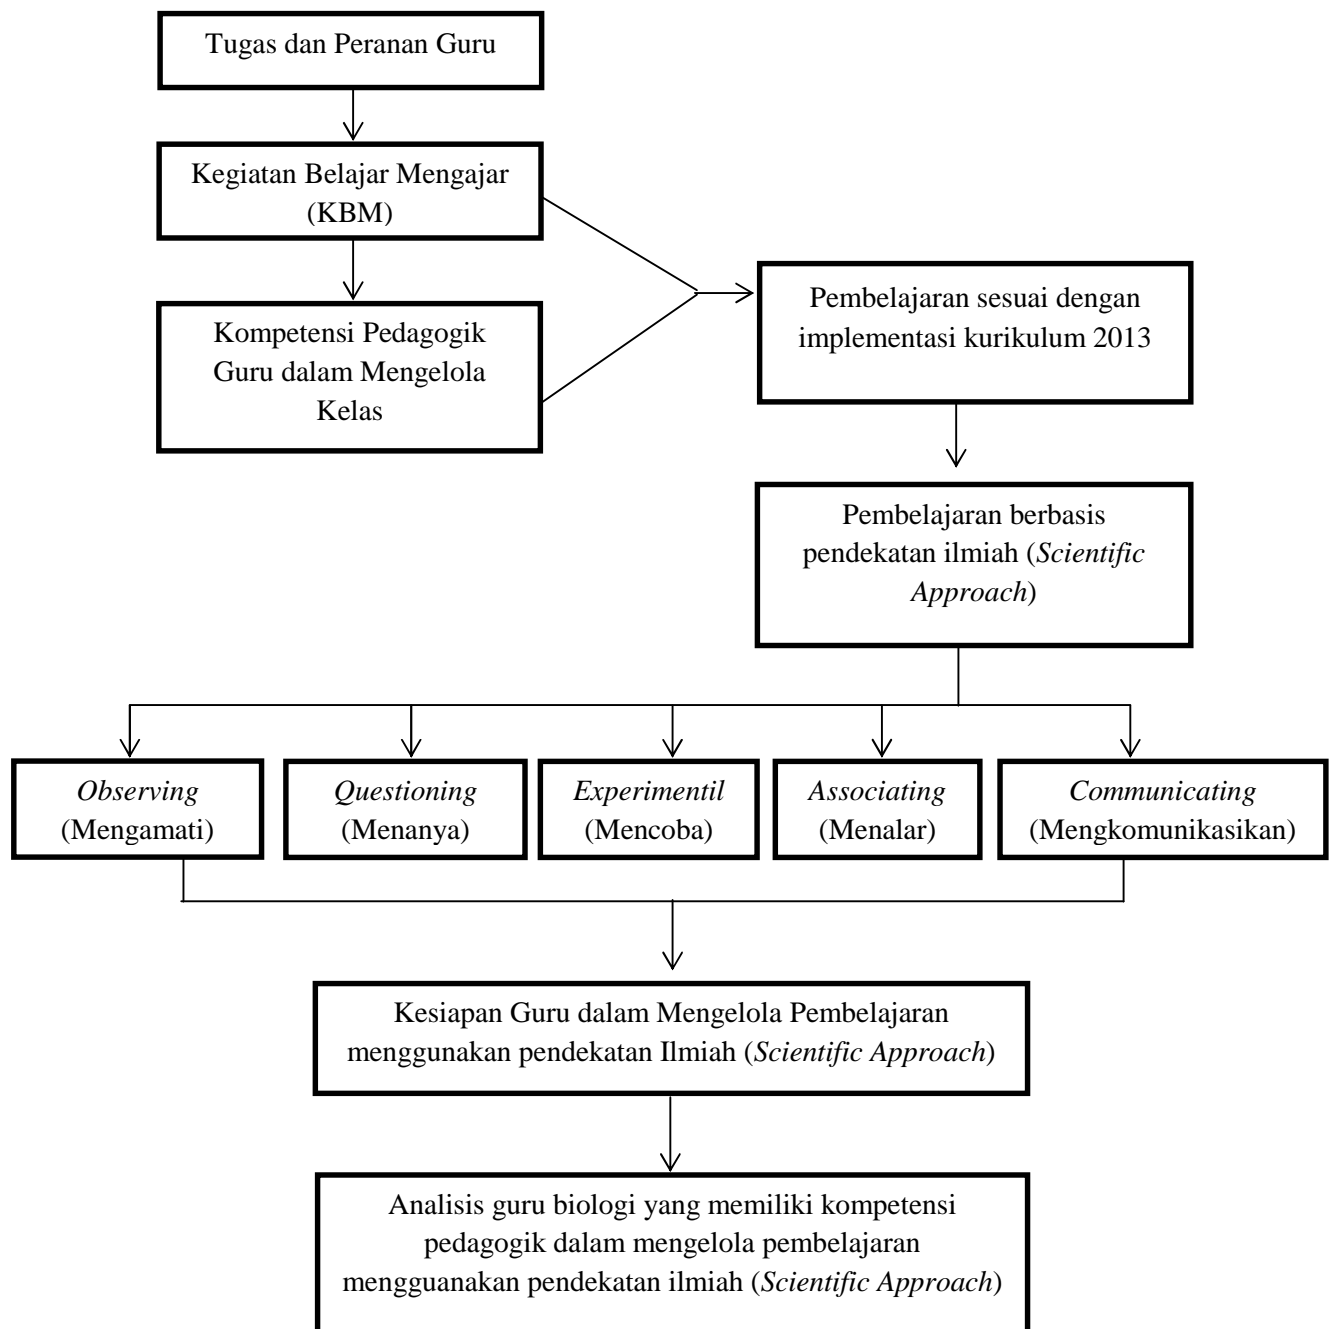 Tugas dan Peranan Guru
Kegiatan Belajar Mengajar
(KBM)
Kompetensi Pedagogik
Guru dalam Mengelola
Kelas
Pembelajaran sesuai dengan
implementasi kurikulum 2013
Pembelajaran berbasis
pendekatan ilmiah (Scientific
Approach)
Observing
(Mengamati)
Questioning
(Menanya)
Experimentil
(Mencoba)
Associating
(Menalar)
Communicating
(Mengkomunikasikan)
Kesiapan Guru dalam Mengelola Pembelajaran
menggunakan pendekatan Ilmiah (Scientific Approach)
Analisis guru biologi yang memiliki kompetensi
pedagogik dalam mengelola pembelajaran
mengguanakan pendekatan ilmiah (Scientific Approach)